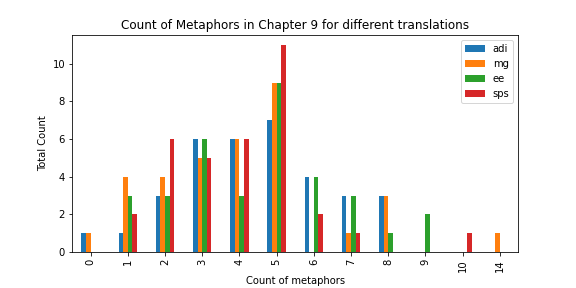 Count of Metaphors in Chapter 9 for different translations
adi
mg
ee
sps
Total Count
10
8
6
4
2
0
0 1 2 3 4 5 6 7 8 9 10 14
Count of metaphors